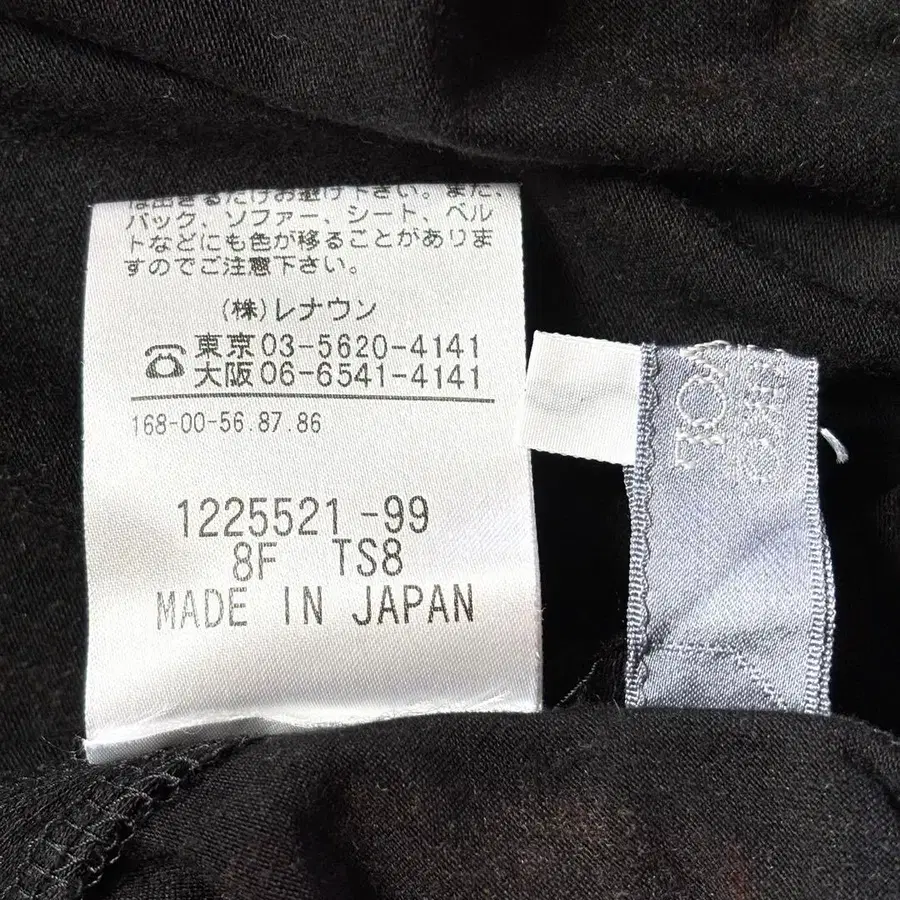 は出きるだけお避け下さい。また、
バック、ソファー、シート、ベル
トなどにも色が移ることがありま
すのでご注意下さい。
(株)レナウン
東京03-5620-4141
大阪06-6541-4141
168-00-56.87.86
1225521-99
8F TS8
MADE IN JAPAN